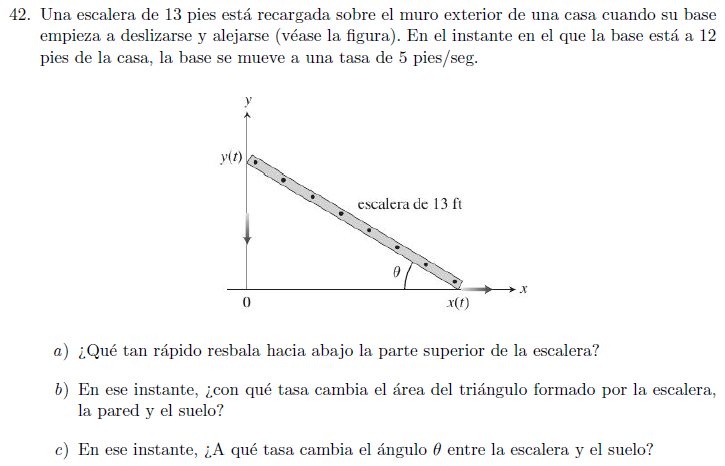 42. Una escalera de 13 pies está recargada sobre el muro exterior de una casa cuando su base
empieza a deslizarse y alejarse (véase la figura). En el instante en el que la base está a 12
pies de la casa, la base se mueve a una tasa de 5 pies/seg.
y
y(t)
escalera de 13 ft
θ
x
0
x(t)
a) ¿Qué tan rápido resbala hacia abajo la parte superior de la escalera?
b) En ese instante, ¿con qué tasa cambia el área del triángulo formado por la escalera,
la pared y el suelo?
c) En ese instante, ¿A qué tasa cambia el ángulo θ entre la escalera y el suelo?